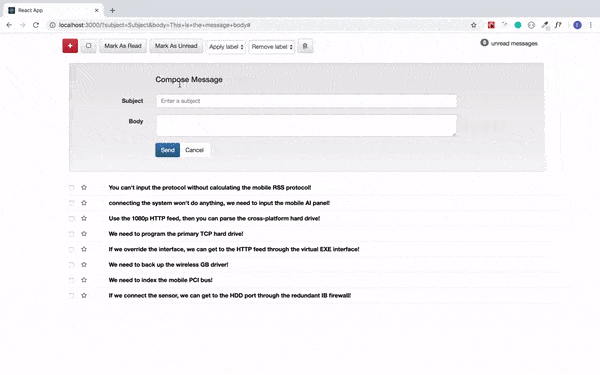 React App
localhost:3000/?subject=Subject&body=This+is+the+message+body#
Mark As Read Mark As Unread Apply label Remove label 8 unread messages
Compose Message
Subject Enter a subject
Body
Send Cancel
You can't input the protocol without calculating the mobile RSS protocol!
connecting the system won't do anything, we need to input the mobile AI panel!
Use the 1080p HTTP feed, then you can parse the cross-platform hard drive!
We need to program the primary TCP hard drive!
If we override the interface, we can get to the HTTP feed through the virtual EXE interface!
We need to back up the wireless GB driver!
We need to index the mobile PCI bus!
If we connect the sensor, we can get to the HDD port through the redundant IB firewall!